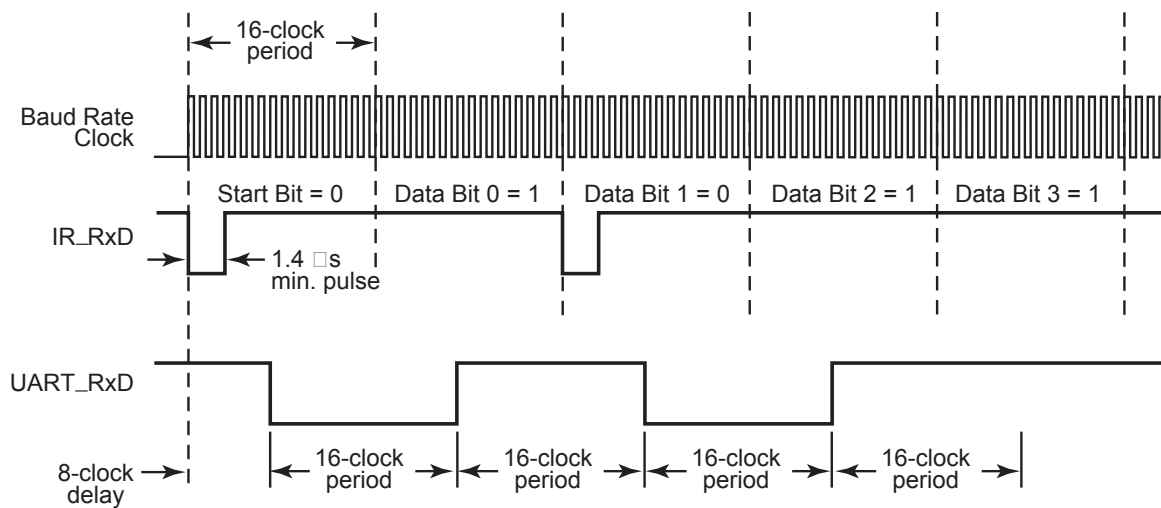 16-clock
period
Baud Rate
Clock
Start Bit = 0 Data Bit 0 = 1 Data Bit 1 = 0 Data Bit 2 = 1 Data Bit 3 = 1
IR_RxD
1.4 □s
min. pulse
UART_RxD
16-clock
period
16-clock
period
16-clock
period
16-clock
period
8-clock
delay